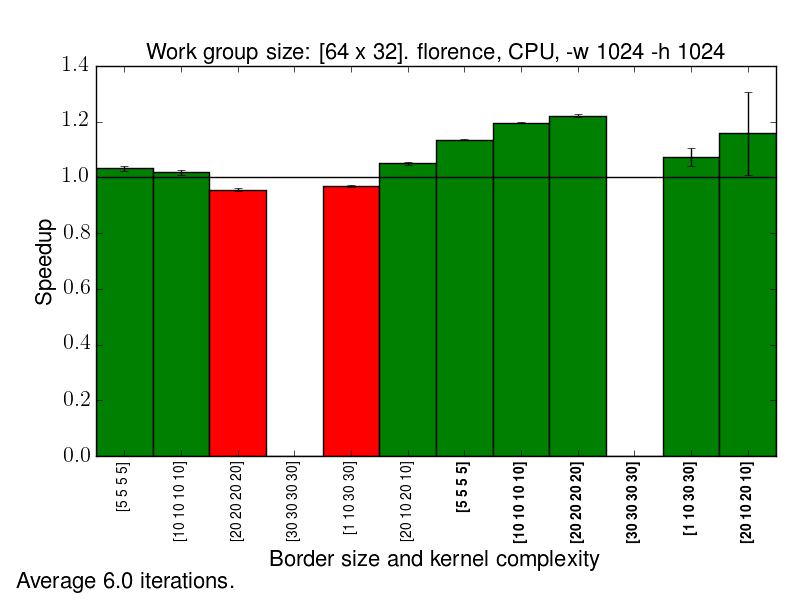 Work group size: [64 x 32]. florence, CPU, -w 1024 -h 1024
1.4
1.2
1.0
0.8
0.6
0.4
0.2
0.0
Speedup
[5 5 5 5]
[10 10 10 10]
[20 20 20 20]
[30 30 30 30]
[1 10 30 30]
[20 10 20 10]
[5 5 5 5]
[10 10 10 10]
[20 20 20 20]
[30 30 30 30]
[1 10 30 30]
[20 10 20 10]
Border size and kernel complexity
Average 6.0 iterations.